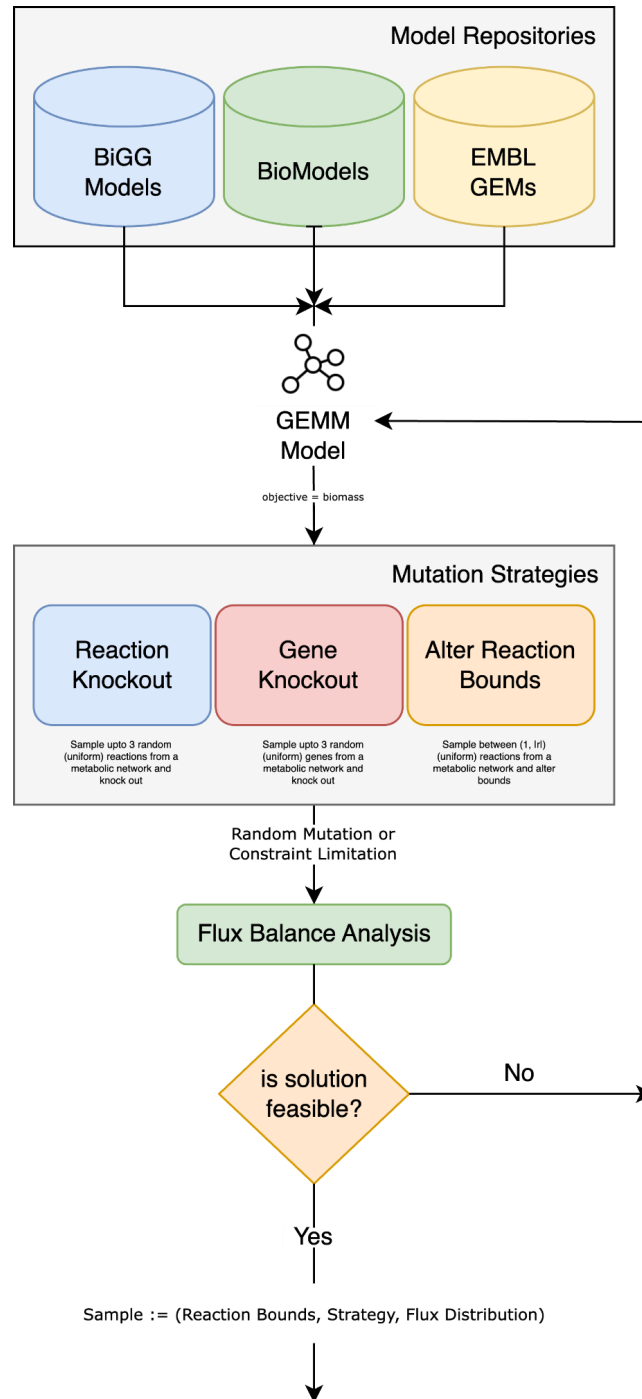 Model Repositories
BiGG
Models
BioModels
EMBL
GEMs
GEMM
Model
objective = biomass
Mutation Strategies
Reaction
Knockout
Gene
Knockout
Alter Reaction
Bounds
Sample upto 3 random
(uniform) reactions from a
metabolic network and
knock out
Sample upto 3 random
(uniform) genes from a
metabolic network and
knock out
Sample between (1, |r|)
(uniform) reactions from a
metabolic network and alter
bounds
Random Mutation or
Constraint Limitation
Flux Balance Analysis
is solution
feasible?
No
Yes
Sample := (Reaction Bounds, Strategy, Flux Distribution)